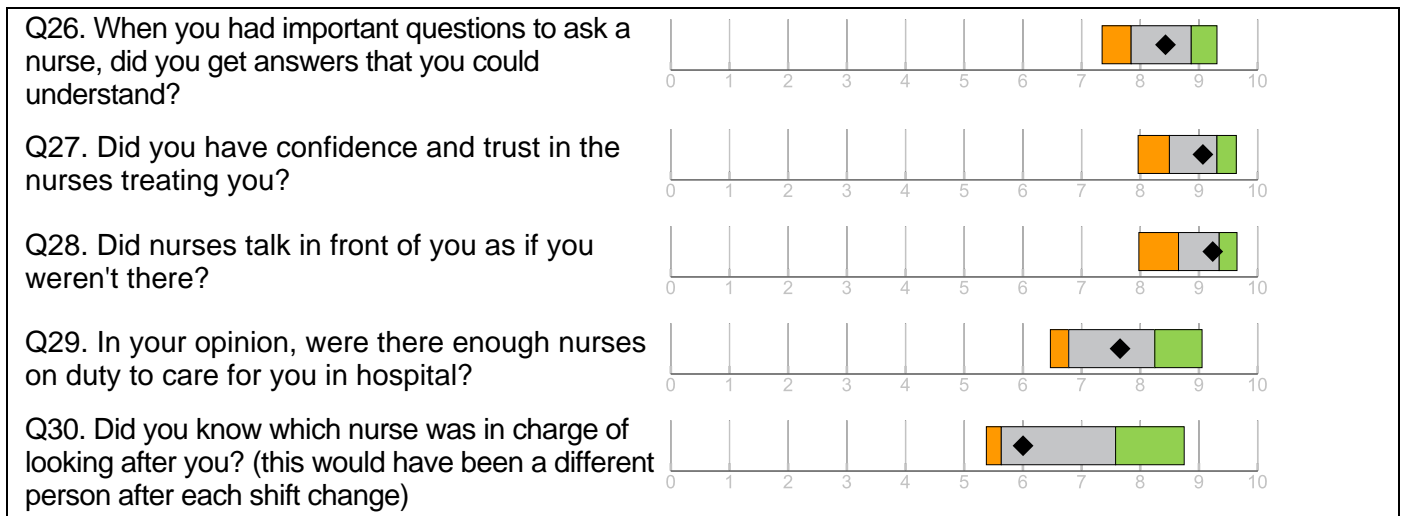 Q26. When you had important questions to ask a
nurse, did you get answers that you could
understand?
0 1 2 3 4 5 6 7 8 9 10
Q27. Did you have confidence and trust in the
nurses treating you?
0 1 2 3 4 5 6 7 8 9 10
Q28. Did nurses talk in front of you as if you
weren't there?
0 1 2 3 4 5 6 7 8 9 10
Q29. In your opinion, were there enough nurses
on duty to care for you in hospital?
0 1 2 3 4 5 6 7 8 9 10
Q30. Did you know which nurse was in charge of
looking after you? (this would have been a different
person after each shift change)
0 1 2 3 4 5 6 7 8 9 10